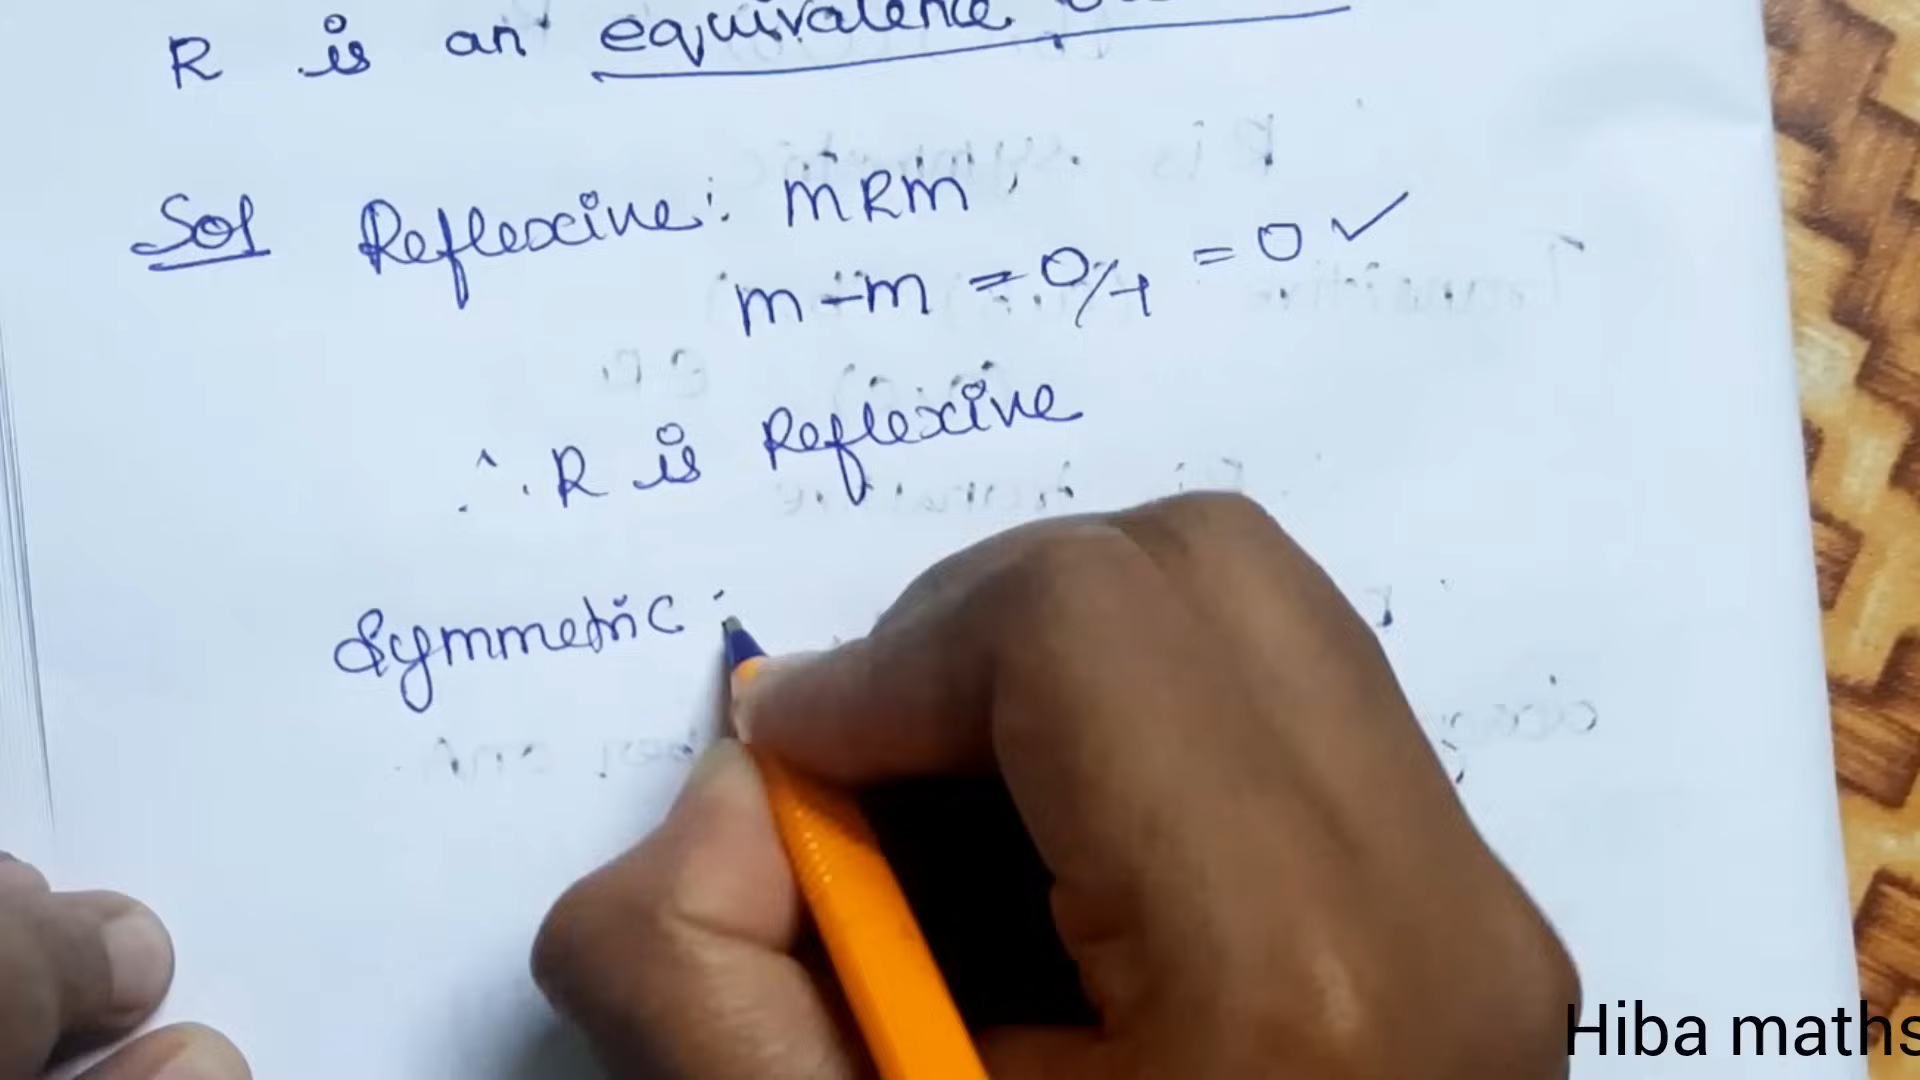 R is an equivalence
Sol Reflexive: mRm
m-m = 0/7 = 0 ✓
∴ R is Reflexive
Symmetric :
Hiba maths